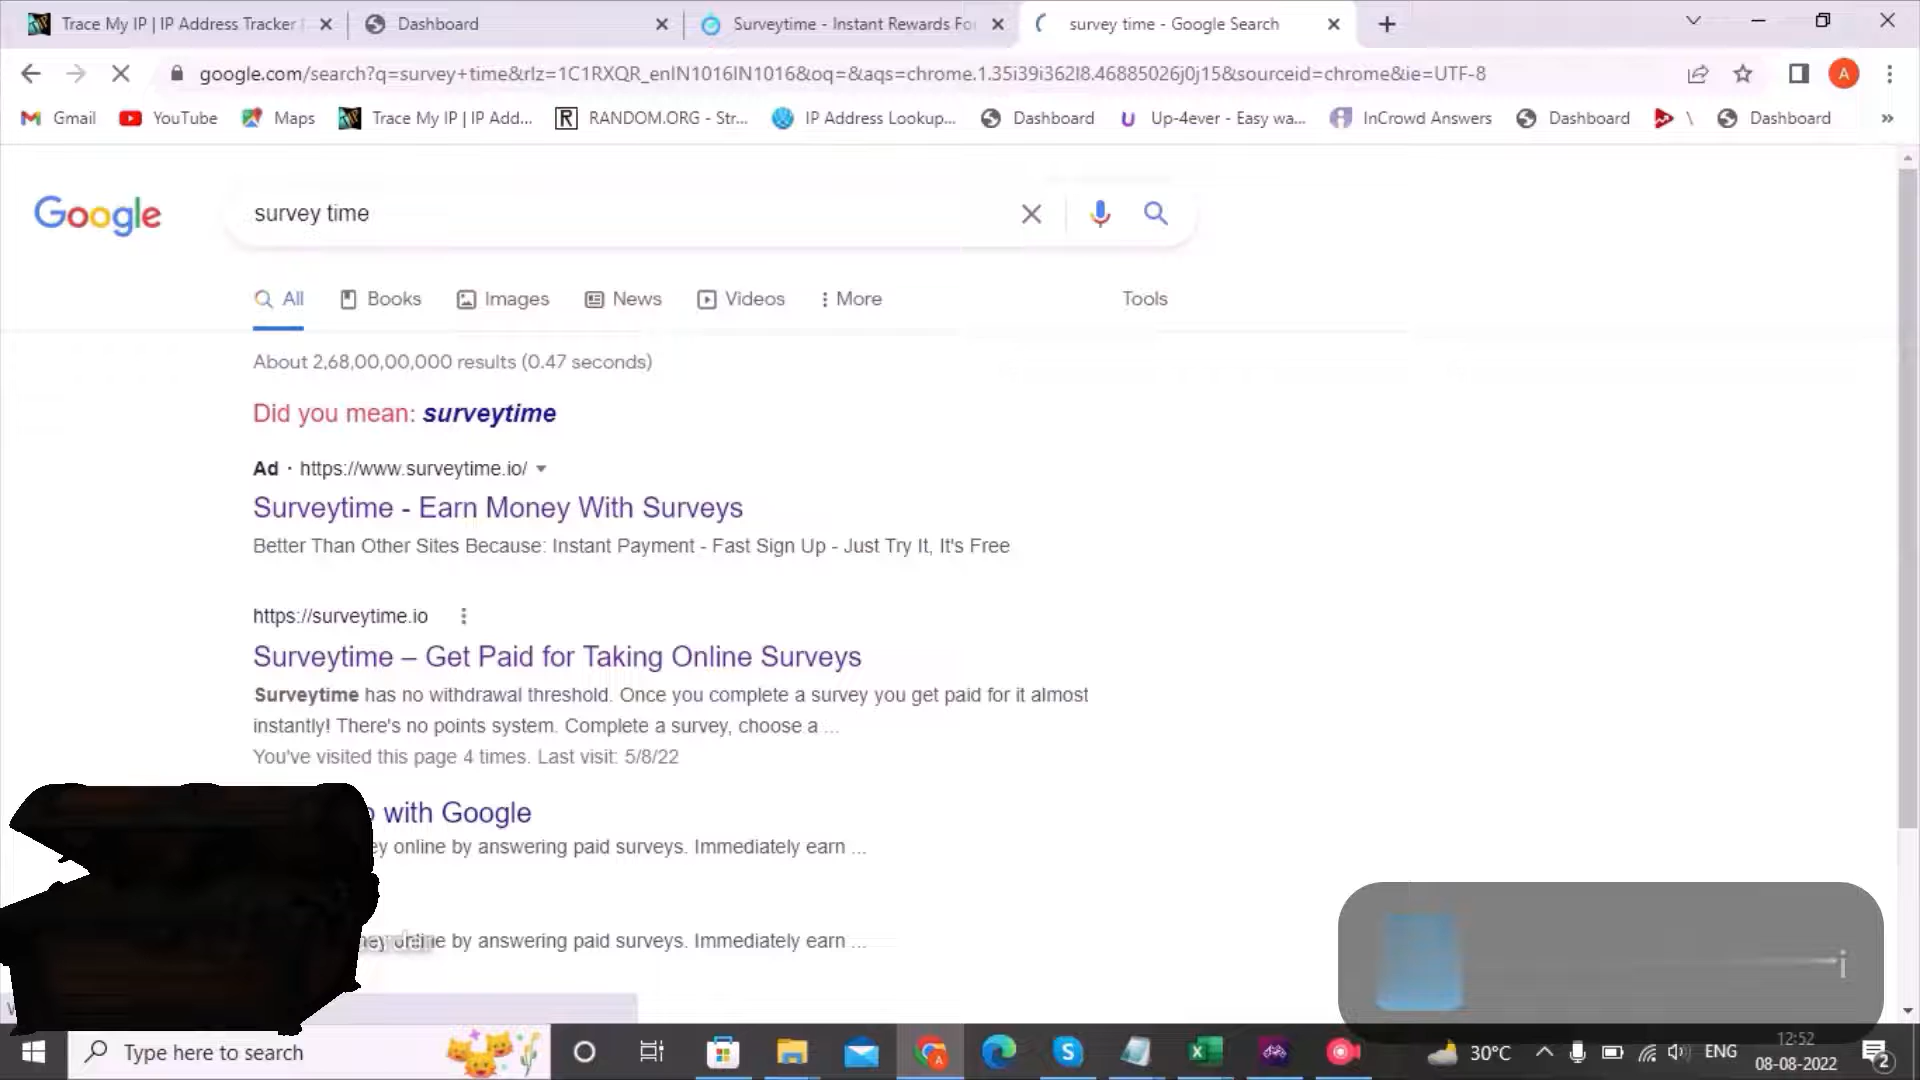 Trace My IP | IP Address Tracker
Dashboard
Surveytime - Instant Rewards Fo
survey time - Google Search
google.com/search?q=survey+time&rlz=1C1RXQR_enIN1016IN1016&oq=&aqs=chrome.1.35i39i362l8.46885026j0j15&sourceid=chrome&ie=UTF-8
A
Gmail
YouTube
Maps
Trace My IP | IP Add...
RANDOM.ORG - Str...
IP Address Lookup...
Dashboard
Up-4ever - Easy wa...
InCrowd Answers
Dashboard
\
Dashboard
»
Google
survey time
All
Books
Images
News
Videos
More
Tools
About 2,68,00,00,000 results (0.47 seconds)
Did you mean: surveytime
Ad · https://www.surveytime.io/
Surveytime - Earn Money With Surveys
Better Than Other Sites Because: Instant Payment - Fast Sign Up - Just Try It, It's Free
https://surveytime.io
Surveytime – Get Paid for Taking Online Surveys
Surveytime has no withdrawal threshold. Once you complete a survey you get paid for it almost
instantly! There's no points system. Complete a survey, choose a ...
You've visited this page 4 times. Last visit: 5/8/22
with Google
online by answering paid surveys. Immediately earn ...
by answering paid surveys. Immediately earn ...
Type here to search
30°C
ENG
12:52
08-08-2022
2